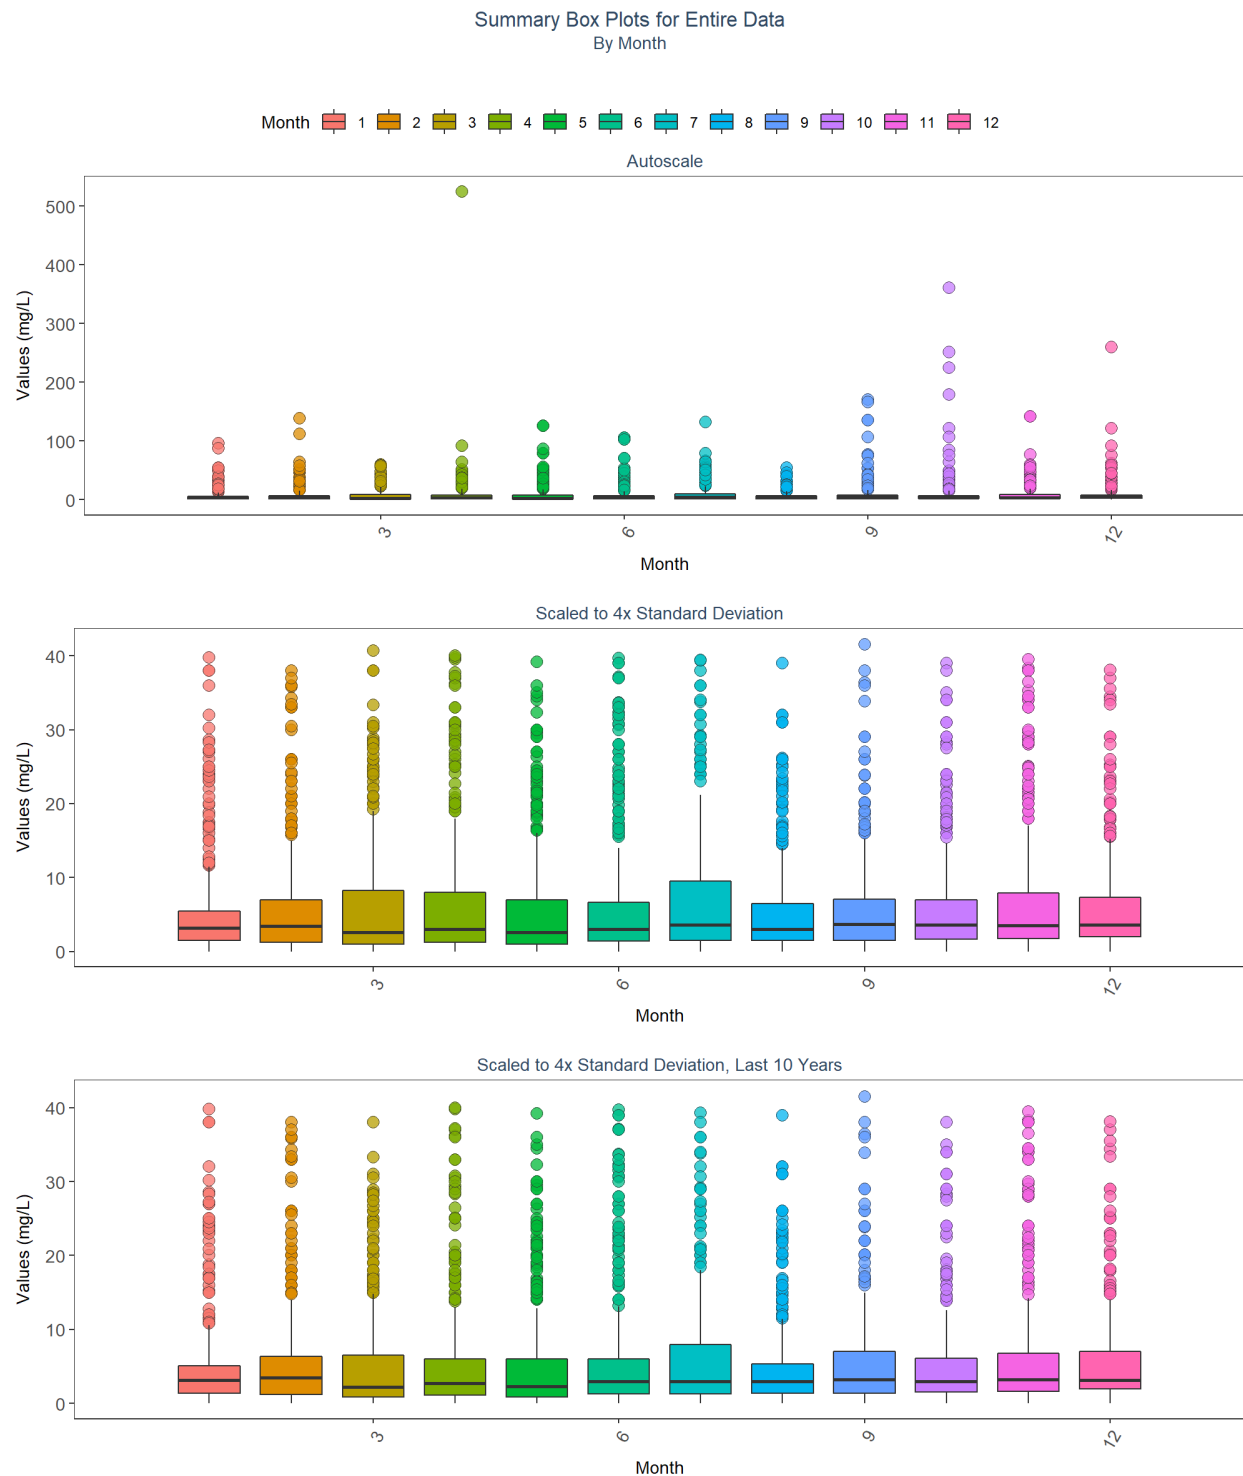 Summary Box Plots for Entire Data
By Month
Month 1 2 3 4 5 6 7 8 9 10 11 12
Autoscale
Values (mg/L)
500
400
300
200
100
0
3 6 9 12
Month
Scaled to 4x Standard Deviation
Values (mg/L)
40
30
20
10
0
3 6 9 12
Month
Scaled to 4x Standard Deviation, Last 10 Years
Values (mg/L)
40
30
20
10
0
3 6 9 12
Month